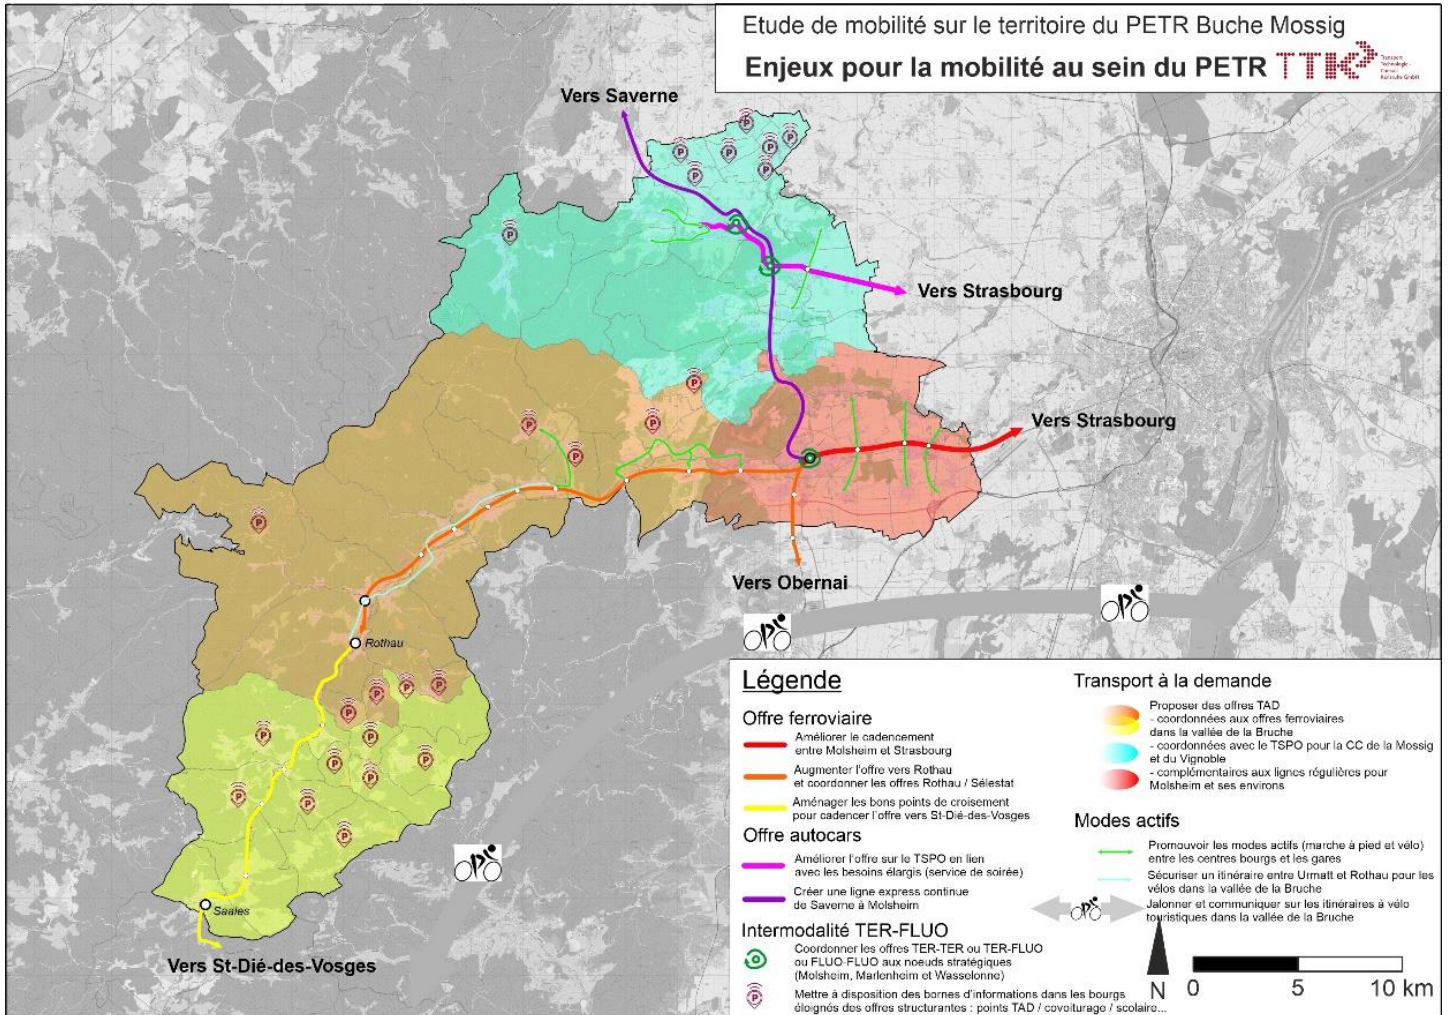 Etude de mobilité sur le territoire du PETR Buche Mossig
Enjeux pour la mobilité au sein du PETR
TTK
Transport
Technologie -
Consult
Karlsruhe GmbH
Vers Saverne
Vers Strasbourg
Vers Strasbourg
Vers Obernai
Rothau
Saales
Vers St-Dié-des-Vosges
Légende
Offre ferroviaire
Améliorer le cadencement
entre Molsheim et Strasbourg
Augmenter l'offre vers Rothau
et coordonner les offres Rothau / Sélestat
Aménager les bons points de croisement
pour cadencer l'offre vers St-Dié-des-Vosges
Offre autocars
Améliorer l'offre sur le TSPO en lien
avec les besoins élargis (service de soirée)
Créer une ligne express continue
de Saverne à Molsheim
Intermodalité TER-FLUO
Coordonner les offres TER-TER ou TER-FLUO
ou FLUO-FLUO aux noeuds stratégiques
(Molsheim, Marlenheim et Wasselonne)
P
Mettre à disposition des bornes d'informations dans les bourgs
éloignés des offres structurantes : points TAD / covoiturage / scolaire...
Transport à la demande
Proposer des offres TAD
- coordonnées aux offres ferroviaires
dans la vallée de la Bruche
- coordonnées avec le TSPO pour la CC de la Mossig
et du Vignoble
- complémentaires aux lignes régulières pour
Molsheim et ses environs
Modes actifs
Promouvoir les modes actifs (marche à pied et vélo)
entre les centres bourgs et les gares
Sécuriser un itinéraire entre Urmatt et Rothau pour les
vélos dans la vallée de la Bruche
Jalonner et communiquer sur les itinéraires à vélo
touristiques dans la vallée de la Bruche
N
0 5 10 km